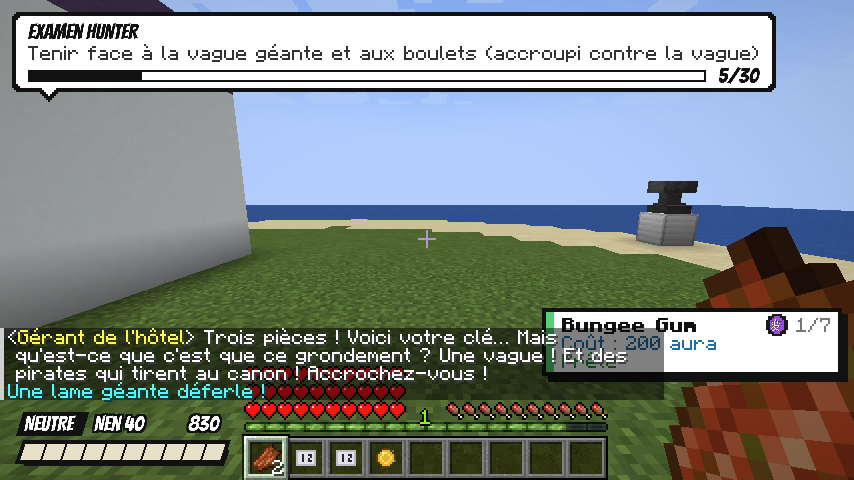 EXAMEN HUNTER
Tenir face à la vague géante et aux boulets (accroupi contre la vague)
5/30
Bungee Gum
1/7
Coût : 200 aura
Prête
<Gérant de l'hôtel> Trois pièces ! Voici votre clé... Mais
qu'est-ce que c'est que ce grondement ? Une vague ! Et des
pirates qui tirent au canon ! Accrochez-vous !
Une lame géante déferle !
NEUTRE
NEN 40
830
1
2
12
12